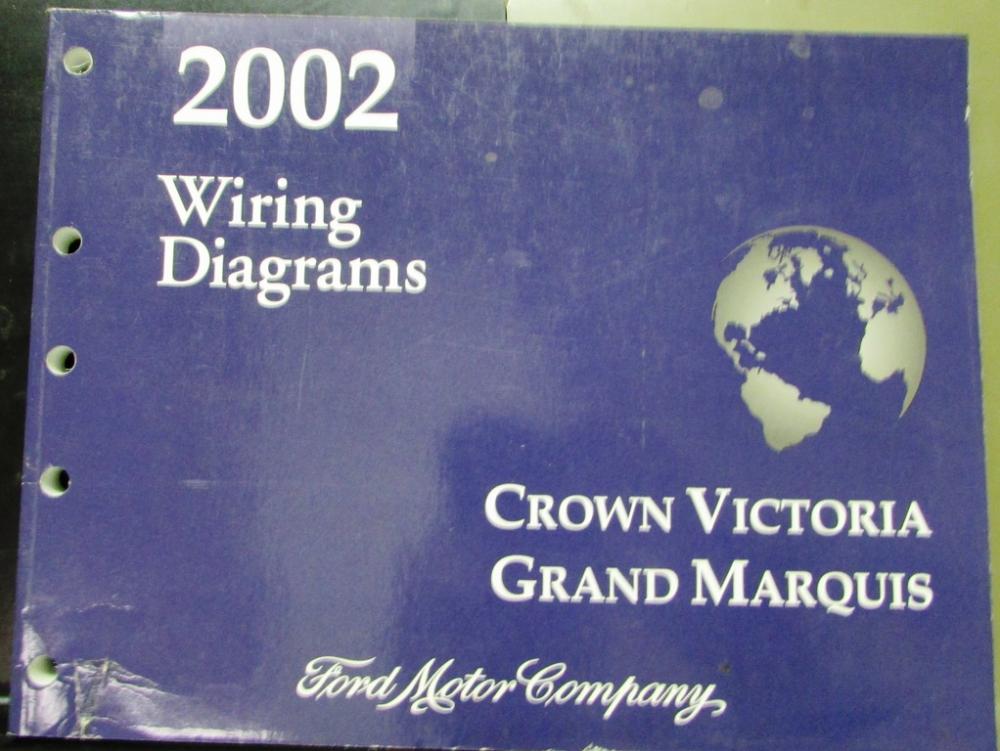 2002
Wiring
Diagrams
CROWN VICTORIA
GRAND MARQUIS
Ford Motor Company